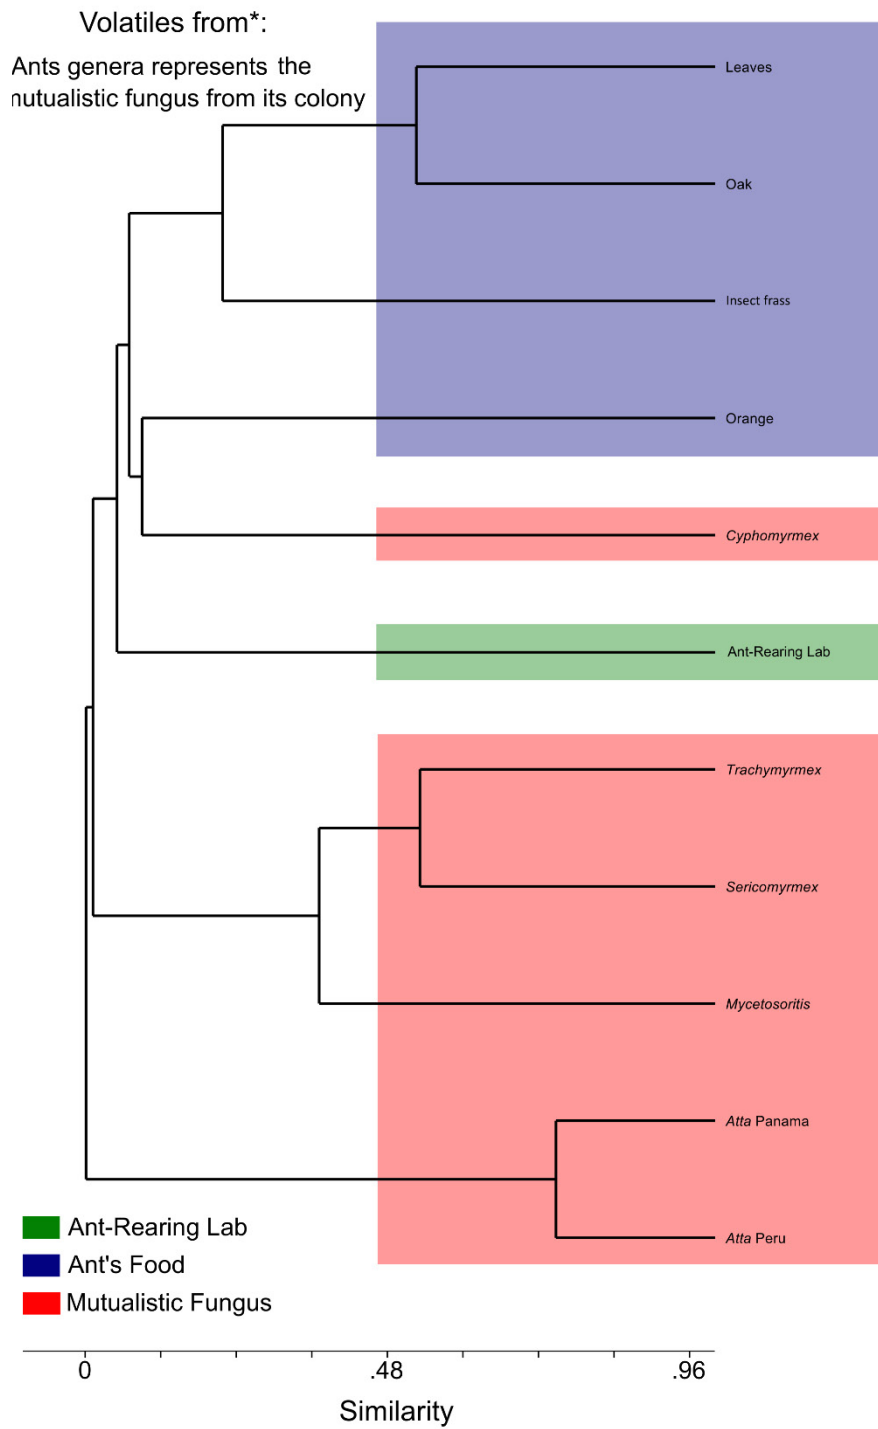 Volatiles from*:
Ants genera represents the
nutualistic fungus from its colony
Leaves
Oak
Insect frass
Orange
Cyphomyrmex
Ant-Rearing Lab
Trachymyrmex
Sericomyrmex
Mycetosoritis
Atta Panama
Atta Peru
Ant-Rearing Lab
Ant's Food
Mutualistic Fungus
0 .48 .96
Similarity